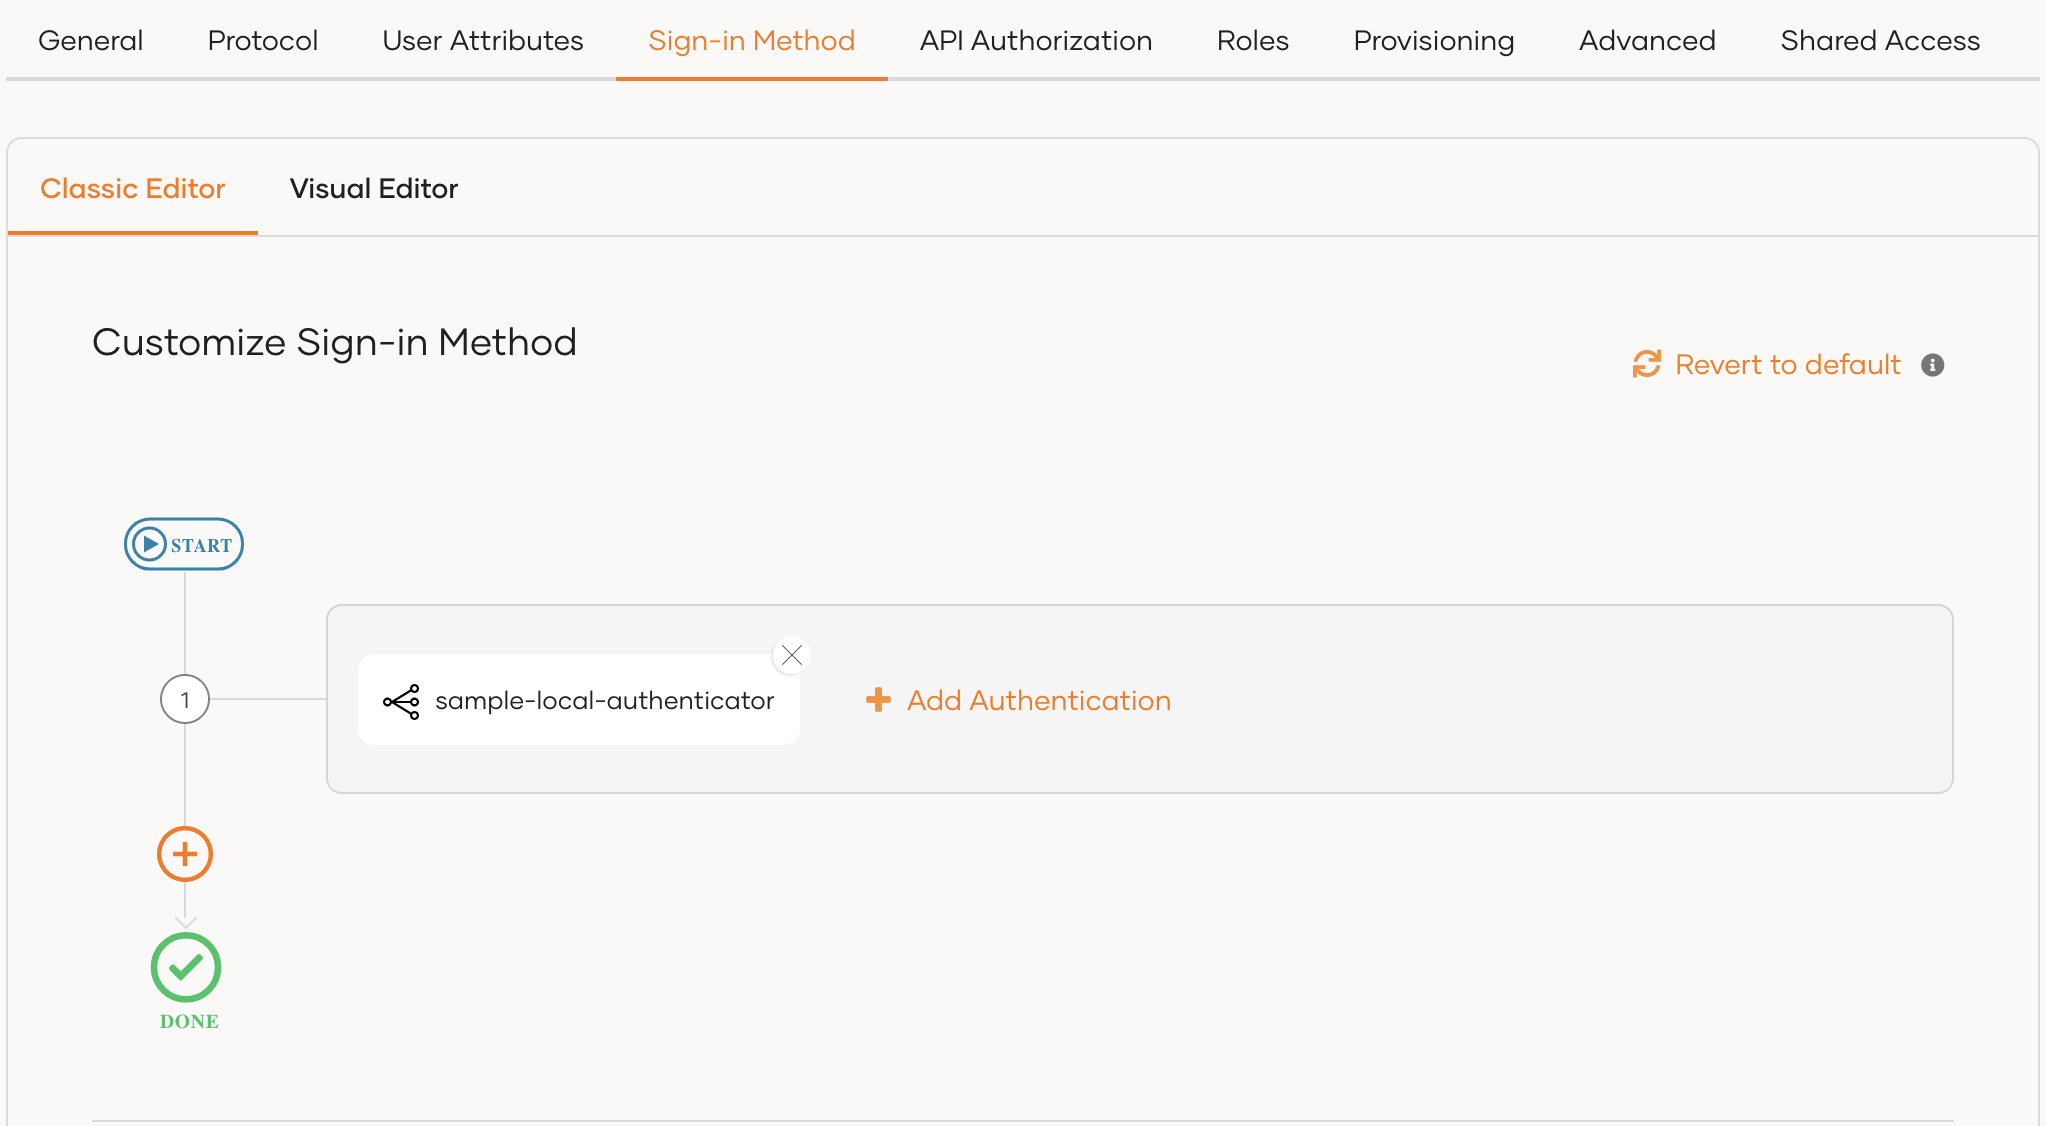 General Protocol User Attributes Sign-in Method API Authorization Roles Provisioning Advanced Shared Access
Classic Editor Visual Editor
Customize Sign-in Method
Revert to default
START
1 sample-local-authenticator Add Authentication
DONE